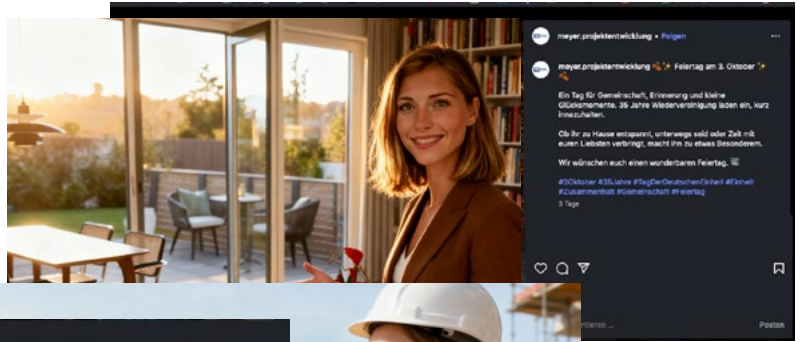 meyer.projektentwicklung • Folgen
meyer.projektentwicklung 🍂✨ Feiertag am 3. Oktober ✨
🍂
Ein Tag für Gemeinschaft, Erinnerung und kleine
Glücksmomente. 35 Jahre Wiedervereinigung laden ein, kurz
innezuhalten.
Ob ihr zu Hause entspannt, unterwegs seid oder Zeit mit
euren Liebsten verbringt, macht ihn zu etwas Besonderem.
Wir wünschen euch einen wunderbaren Feiertag.
#3Oktober #35Jahre #TagDerDeutschenEinheit #Einheit
#Zusammenhalt #Gemeinschaft #Feiertag
3 Tage
ntieren ...
Posten